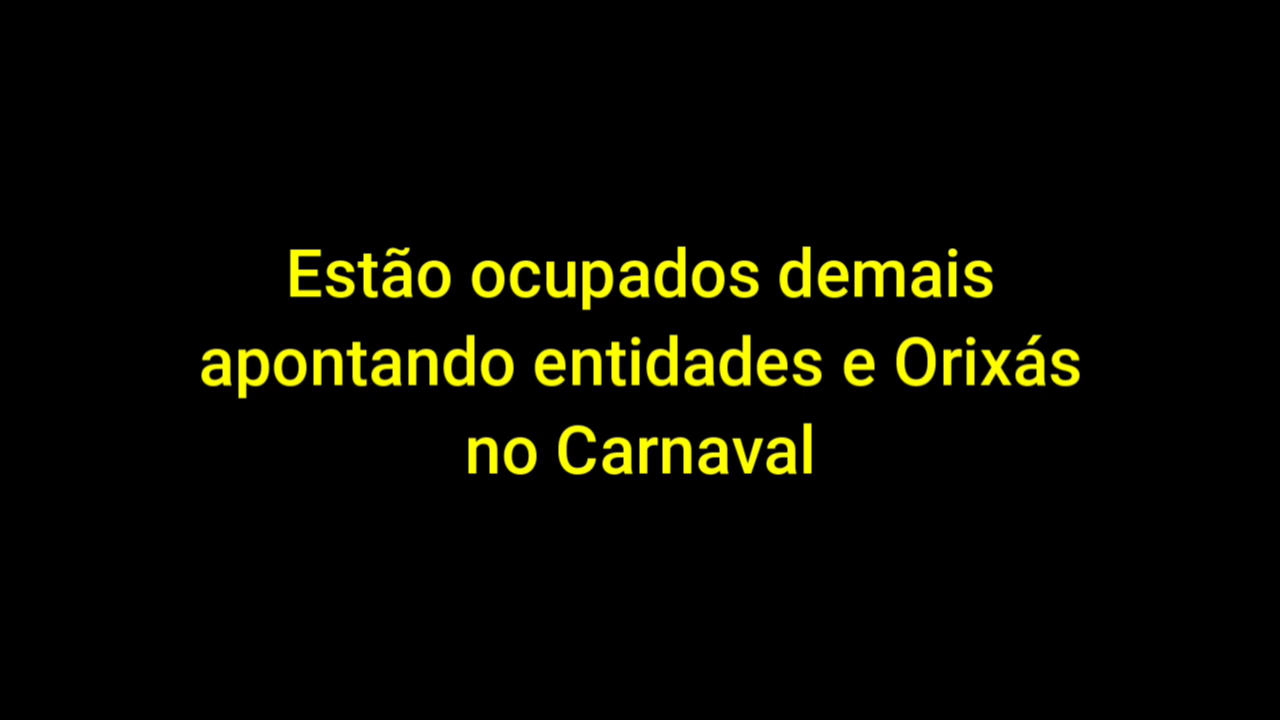 Estão ocupados demais
apontando entidades e Orixás
no Carnaval